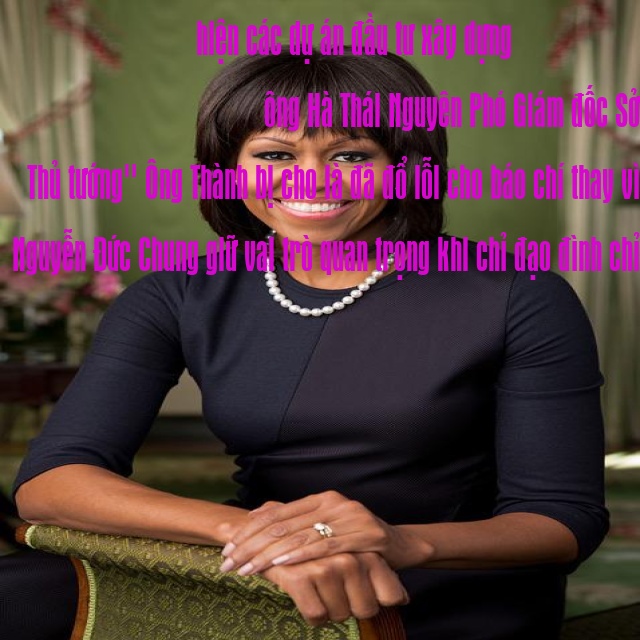 hiện các dự án đầu tư xây dựng
ông Hà Thái Nguyên Phó Giám đốc Sở
Thủ tướng" Ông Thành bị cho là đã đổ lỗi cho báo chí thay vì
Nguyễn Đức Chung giữ vai trò quan trọng khi chỉ đạo đình chỉ